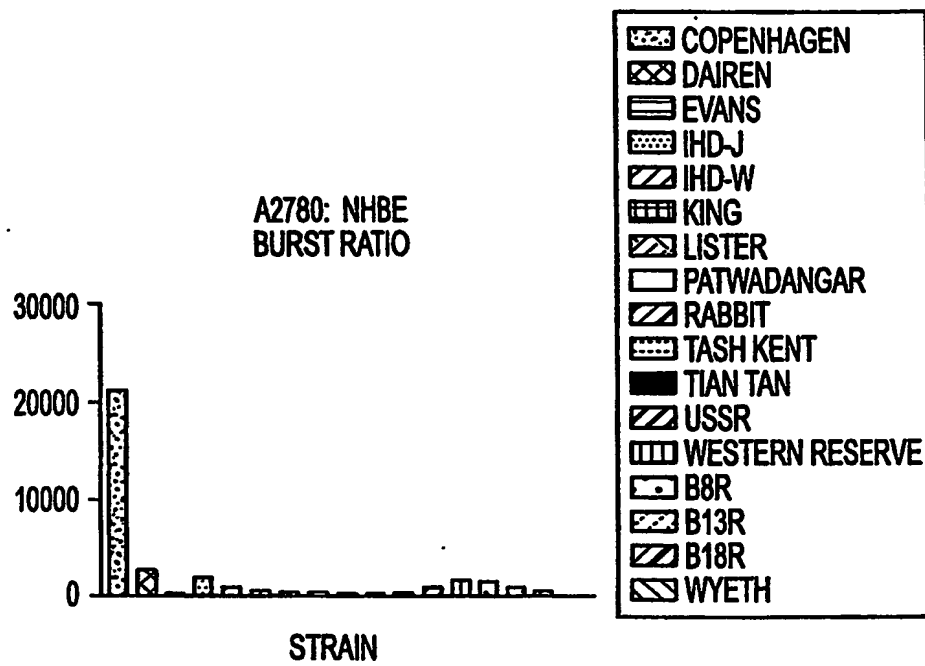 A2780: NHBE
BURST RATIO
30000
20000
10000
0
STRAIN
COPENHAGEN
DAIREN
EVANS
IHD-J
IHD-W
KING
LISTER
PATWADANGAR
RABBIT
TASH KENT
TIAN TAN
USSR
WESTERN RESERVE
B8R
B13R
B18R
WYETH